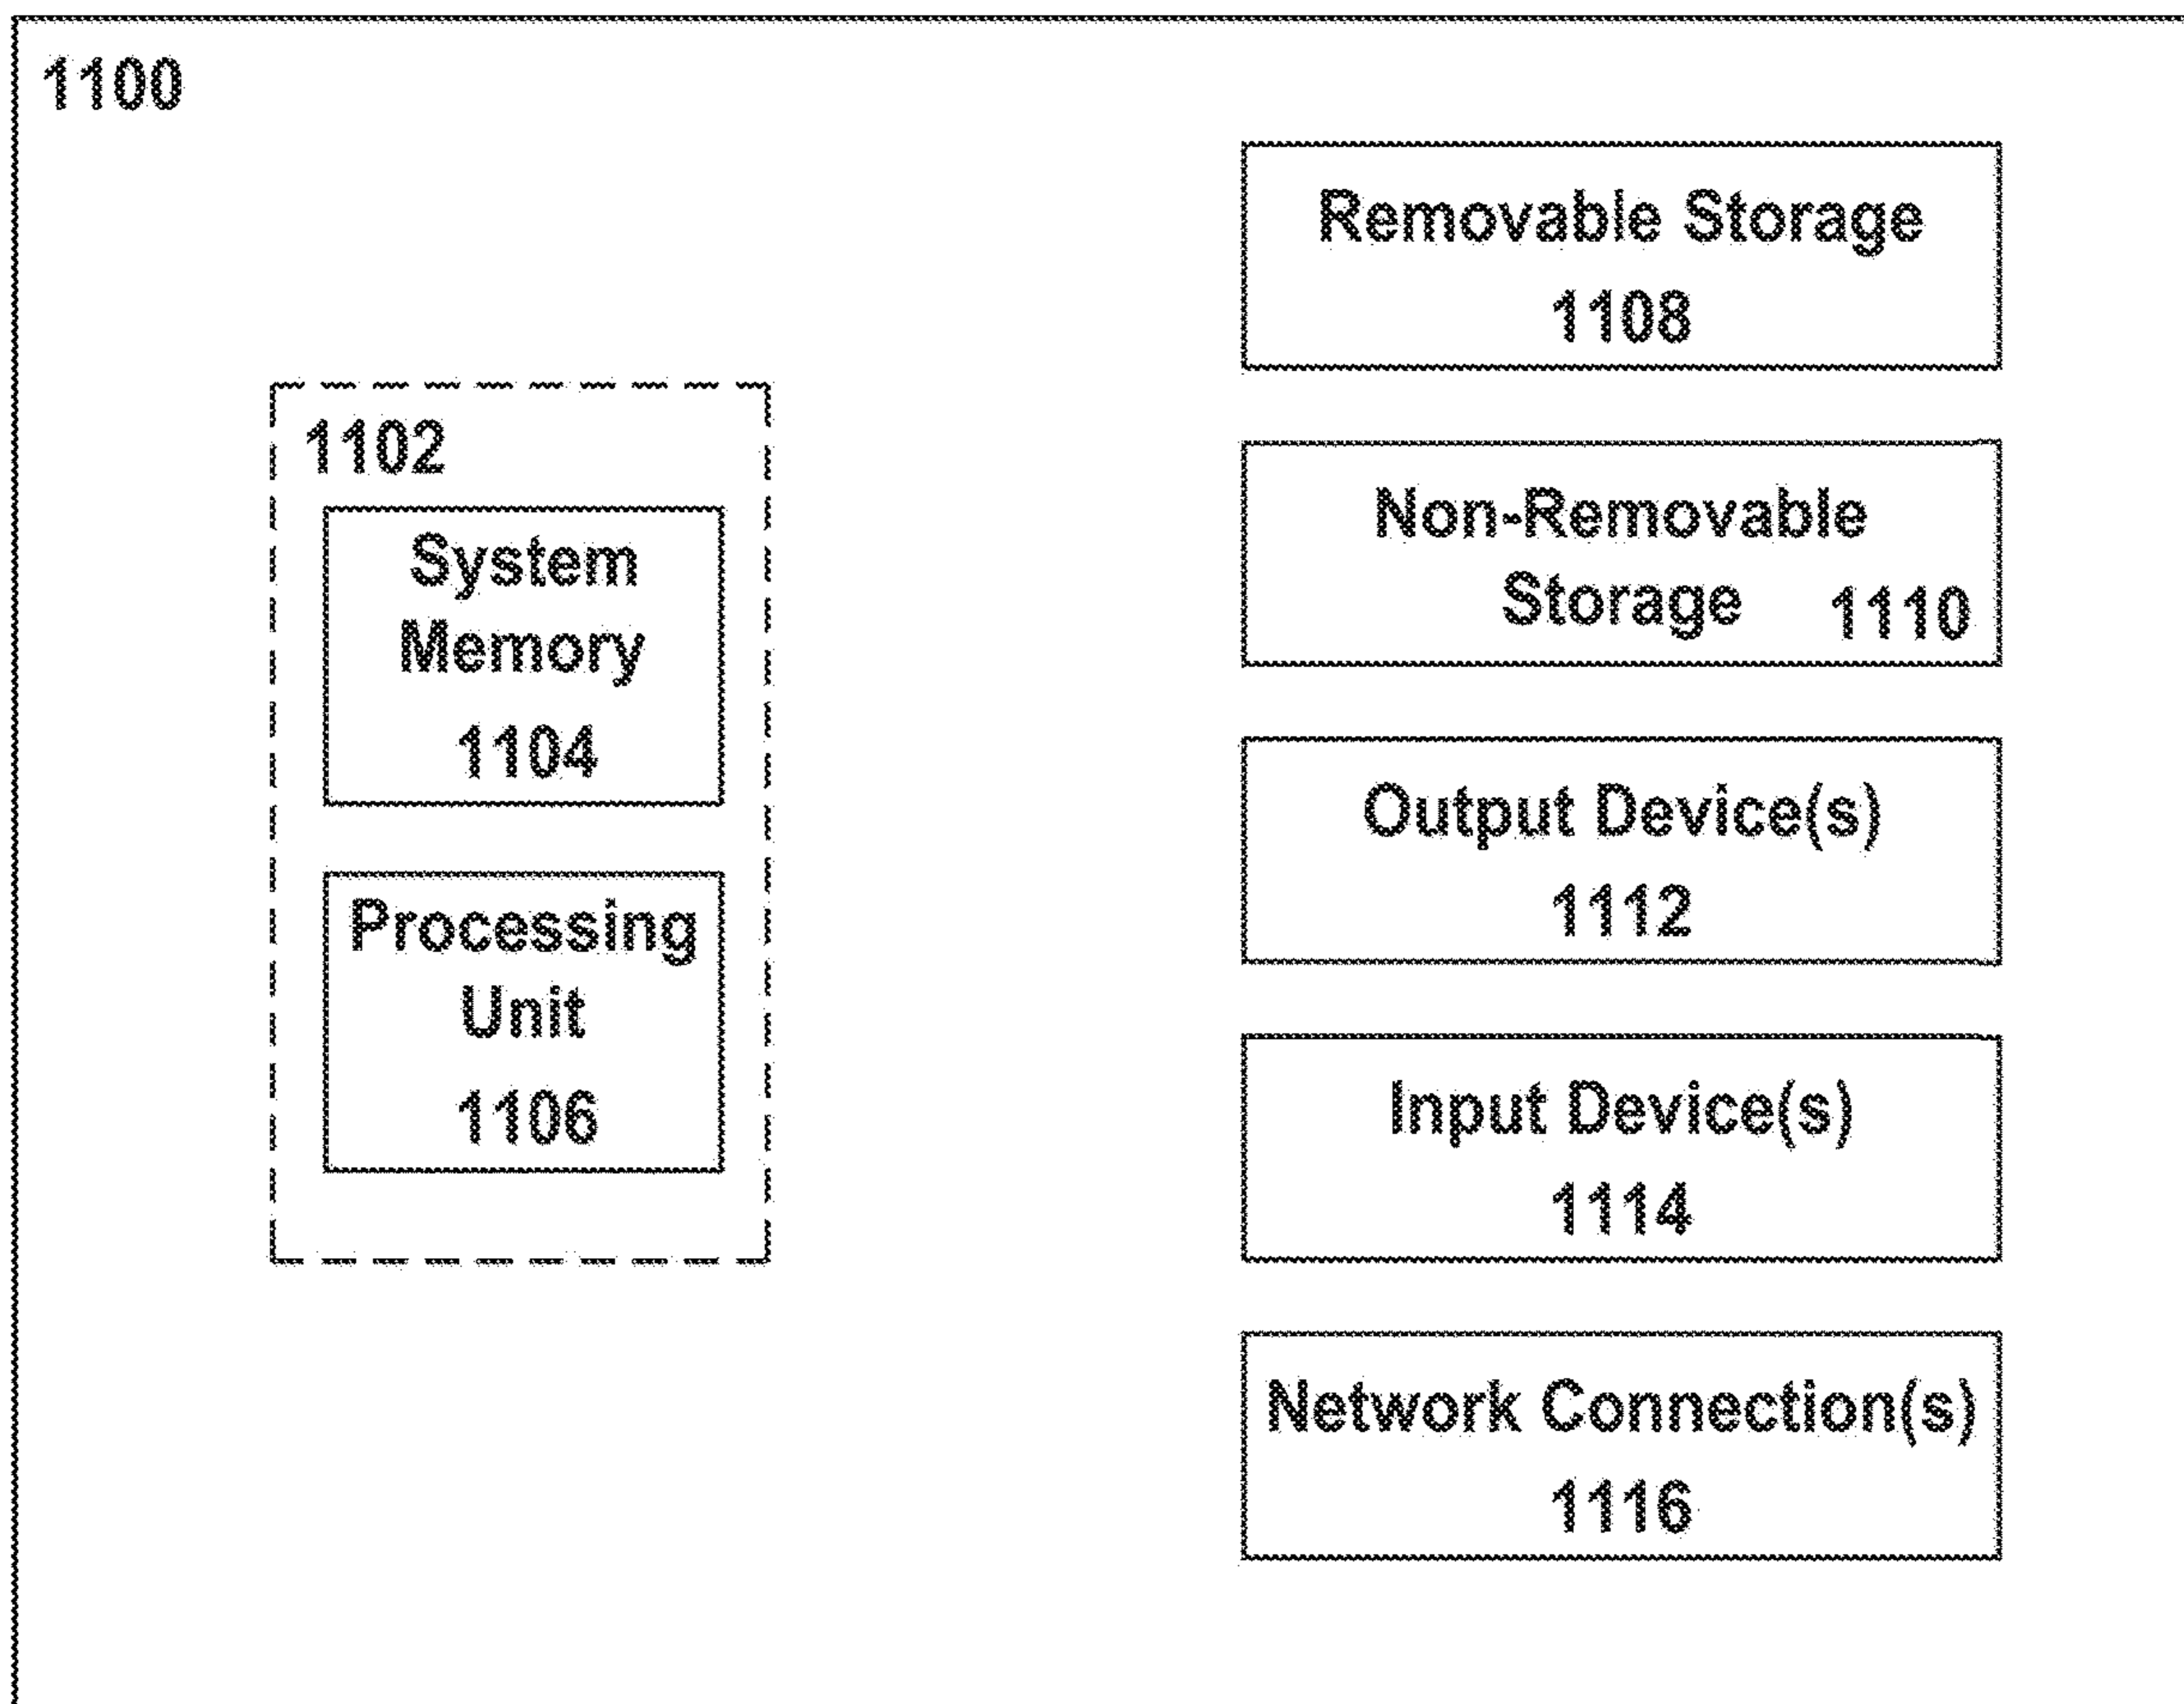 1100
1102
System
Memory
1104
Processing
Unit
1106
Removable Storage
1108
Non-Removable
Storage 1110
Output Device(s)
1112
Input Device(s)
1114
Network Connection(s)
1116